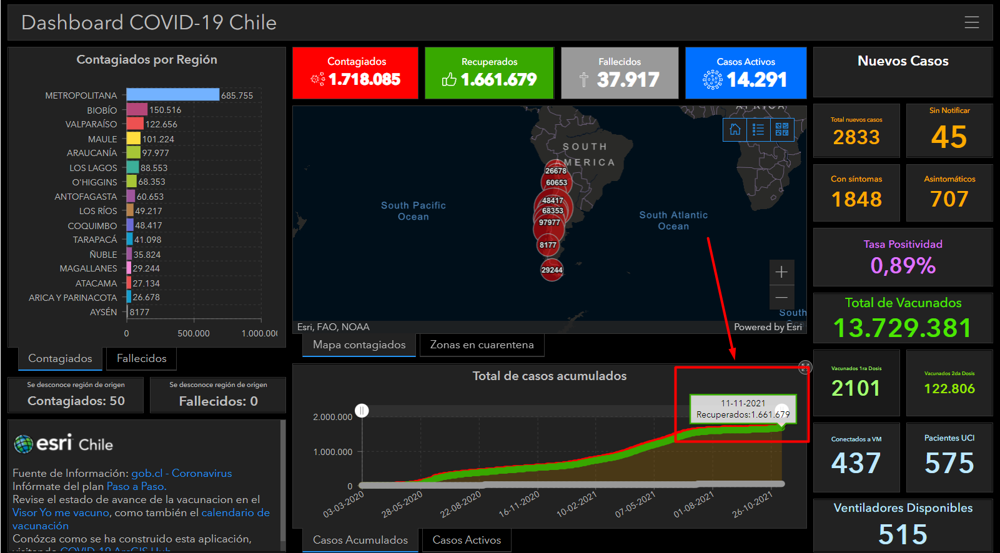 Dashboard COVID-19 Chile
Contagiados por Región
METROPOLITANA 685.755
BIOBÍO 150.516
VALPARAÍSO 122.656
MAULE 101.224
ARAUCANÍA 97.977
LOS LAGOS 88.553
O'HIGGINS 68.353
ANTOFAGASTA 60.653
LOS RÍOS 49.217
COQUIMBO 48.417
TARAPACÁ 41.098
ÑUBLE 35.824
MAGALLANES 29.244
ATACAMA 27.134
ARICA Y PARINACOTA 26.678
AYSÉN 8177
0 500.000 1.000.000
Contagiados Fallecidos
Se desconoce región de origen
Contagiados: 50
Se desconoce región de origen
Fallecidos: 0
esri Chile
Fuente de Información: gob.cl - Coronavirus
Infórmate del plan Paso a Paso.
Revise el estado de avance de la vacunacion en el
Visor Yo me vacuno, como también el calendario de
vacunación
Conózca como se ha construido esta aplicación,
visitando COVID-19 ArcGIS Hub
Contagiados
1.718.085
Recuperados
1.661.679
Fallecidos
37.917
Casos Activos
14.291
AFRICA
SOUTH
AMERICA
26678
60653
48417
68353
97977
8177
29244
South Pacific
Ocean
South Atlantic
Ocean
South
Esri, FAO, NOAA
Powered by Esri
Mapa contagiados Zonas en cuarentena
Total de casos acumulados
11-11-2021
Recuperados:1.661.679
2.000.000
1.000.000
0
03-03-2020 28-05-2020 22-08-2020 16-11-2020 10-02-2021 07-05-2021 01-08-2021 26-10-2021
Casos Acumulados Casos Activos
Nuevos Casos
Total nuevos casos
2833
Sin Notificar
45
Con síntomas
1848
Asintomáticos
707
Tasa Positividad
0,89%
Total de Vacunados
13.729.381
Vacunados 1ra Dosis
2101
Vacunados 2da Dosis
122.806
Conectados a VM
437
Pacientes UCI
575
Ventiladores Disponibles
515